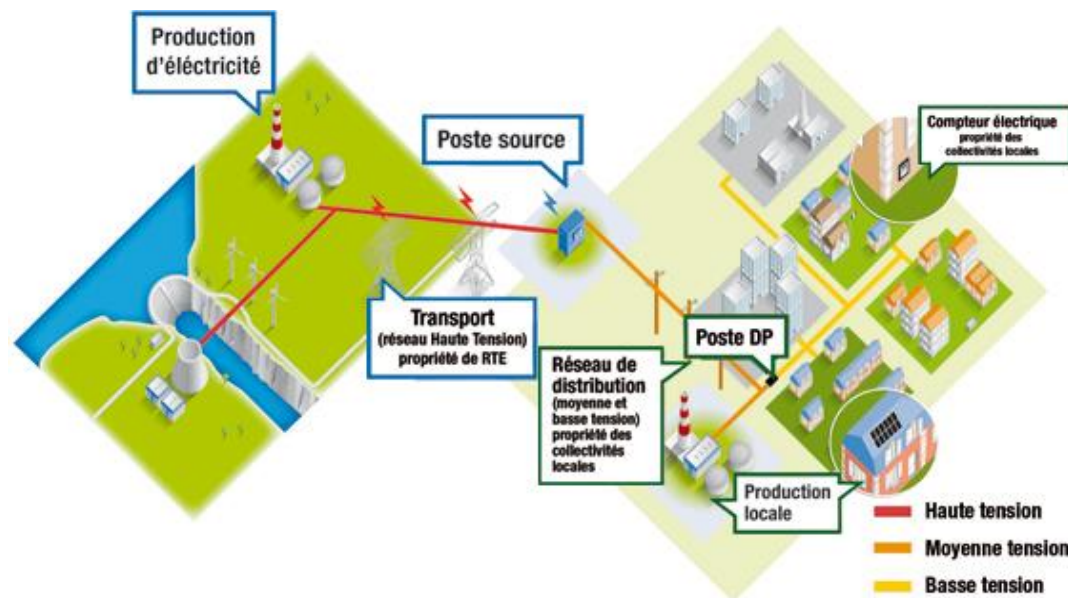 Production
d'éléctricité
Poste source
Compteur électrique
propriété des
collectivités locales
Transport
(réseau Haute Tension)
propriété de RTE
Poste DP
Réseau de
distribution
(moyenne et
basse tension)
propriété des
collectivités
locales
Production
locale
Haute tension
Moyenne tension
Basse tension